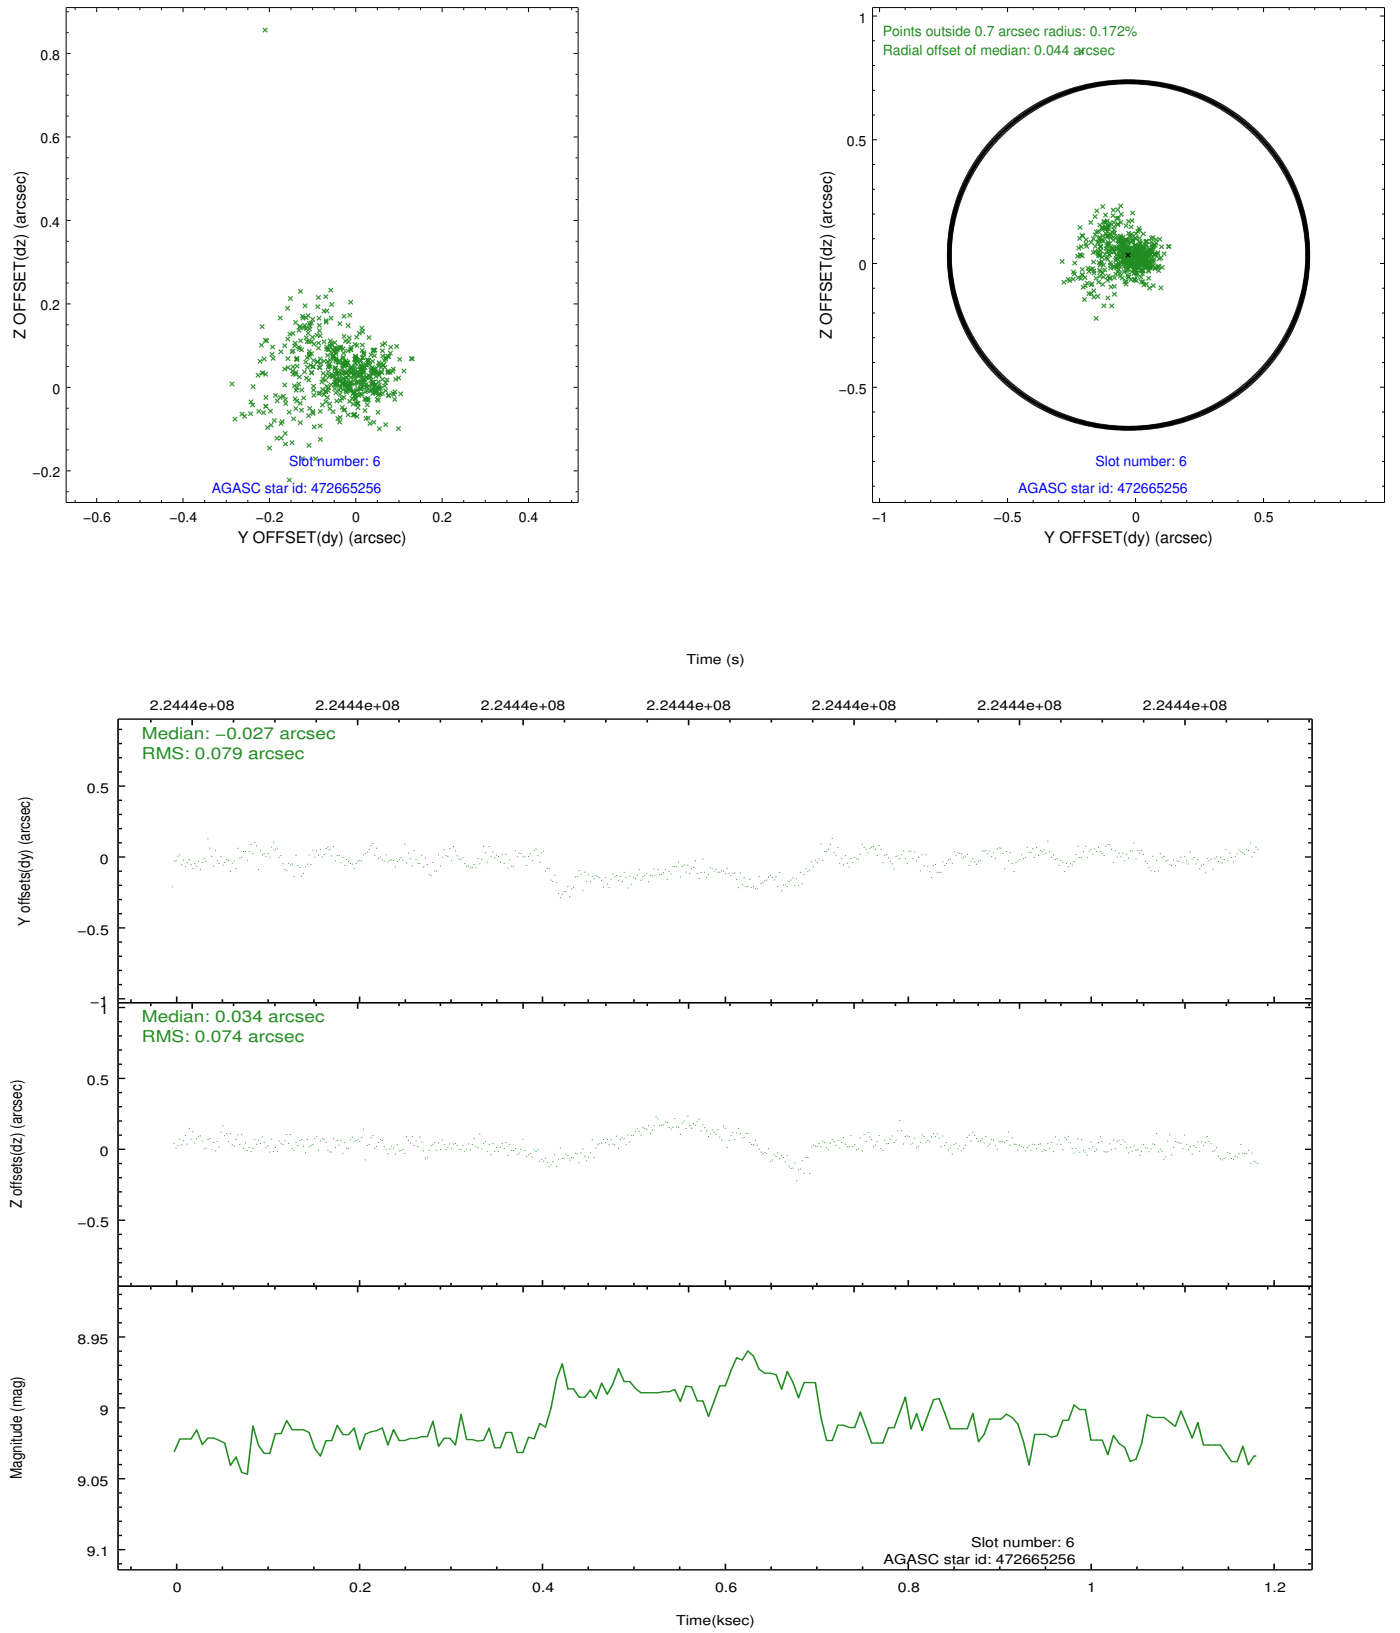 0.8
0.6
0.4
0.2
0
−0.2
−0.6
−0.4
−0.2
0
0.2
0.4
Z OFFSET(dz) (arcsec)
Y OFFSET(dy) (arcsec)
Slot number: 6
AGASC star id: 472665256
Points outside 0.7 arcsec radius: 0.172%
Radial offset of median: 0.044 arcsec
1
0.5
0
−0.5
−1
−0.5
0
0.5
Z OFFSET(dz) (arcsec)
Y OFFSET(dy) (arcsec)
Slot number: 6
AGASC star id: 472665256
Time (s)
2.2444e+08
2.2444e+08
2.2444e+08
2.2444e+08
2.2444e+08
2.2444e+08
2.2444e+08
Median: −0.027 arcsec
RMS: 0.079 arcsec
0.5
0
−0.5
−1
Y offsets(dy) (arcsec)
Median: 0.034 arcsec
RMS: 0.074 arcsec
1
0.5
0
−0.5
Z offsets(dz) (arcsec)
8.95
9
9.05
9.1
Magnitude (mag)
Slot number: 6
AGASC star id: 472665256
0
0.2
0.4
0.6
0.8
1
1.2
Time(ksec)